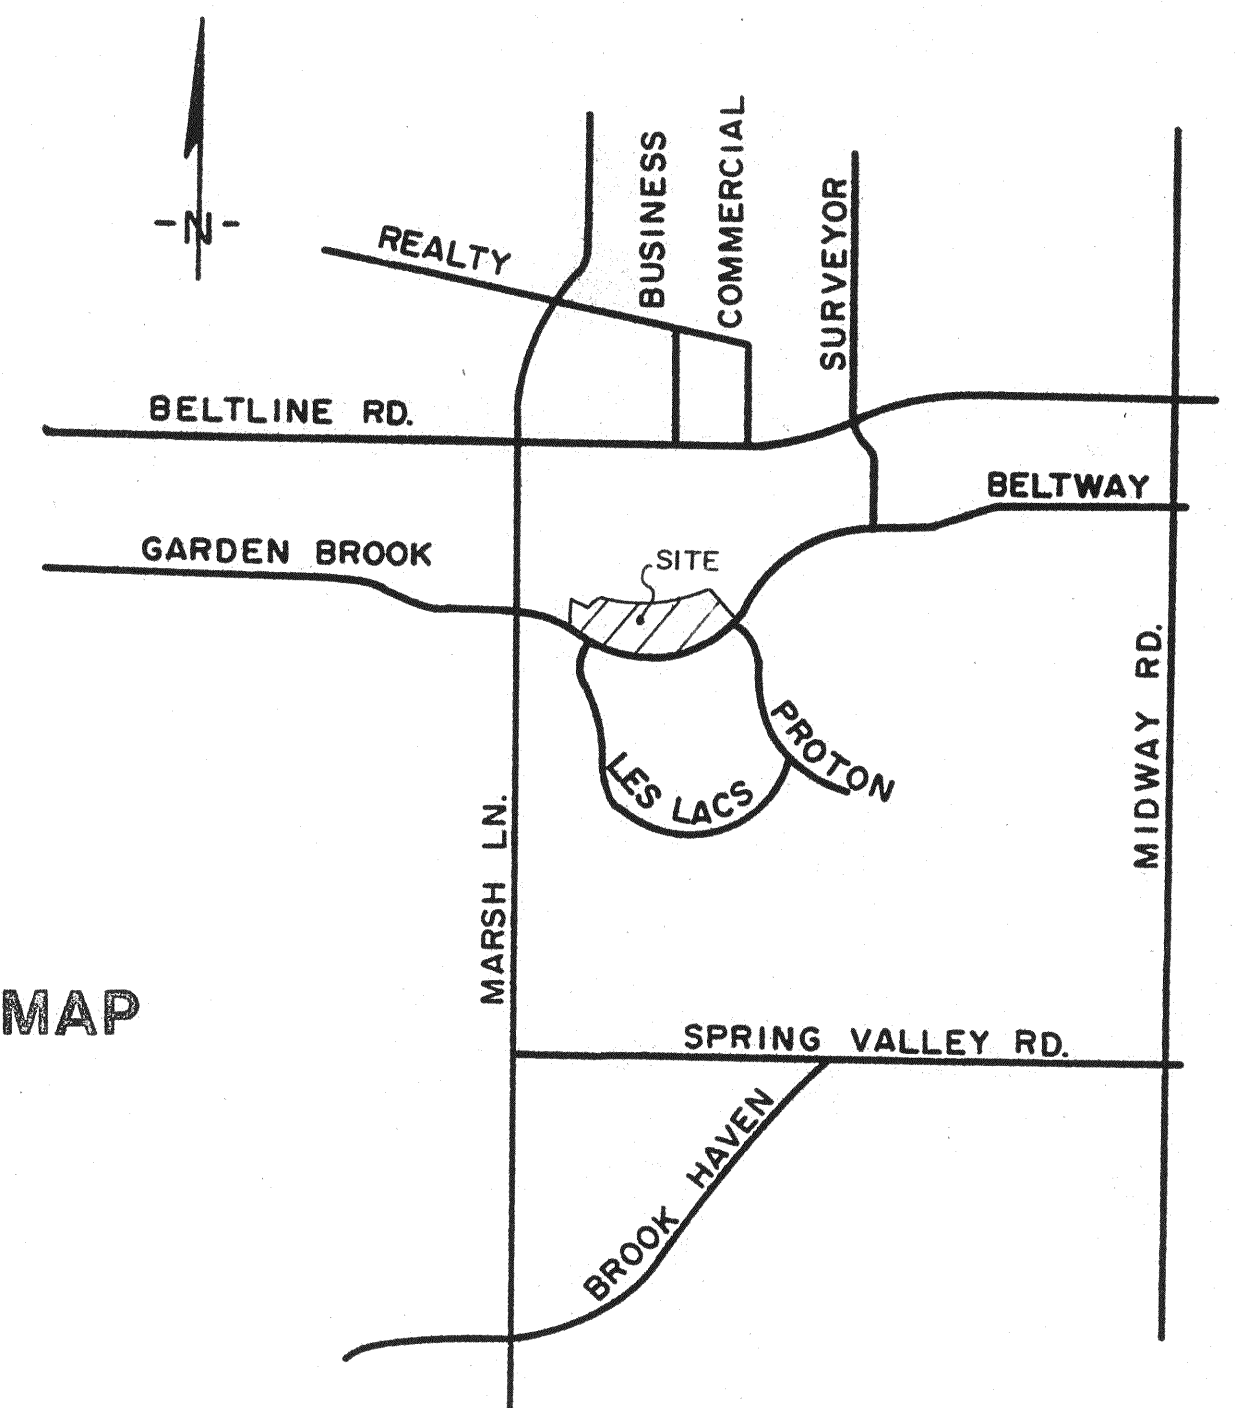 -N-
REALTY
BUSINESS
COMMERCIAL
SURVEYOR
BELTLINE RD.
BELTWAY
GARDEN BROOK
SITE
MIDWAY RD.
PROTON
LES LACS
MARSH LN.
MAP
SPRING VALLEY RD.
BROOK HAVEN